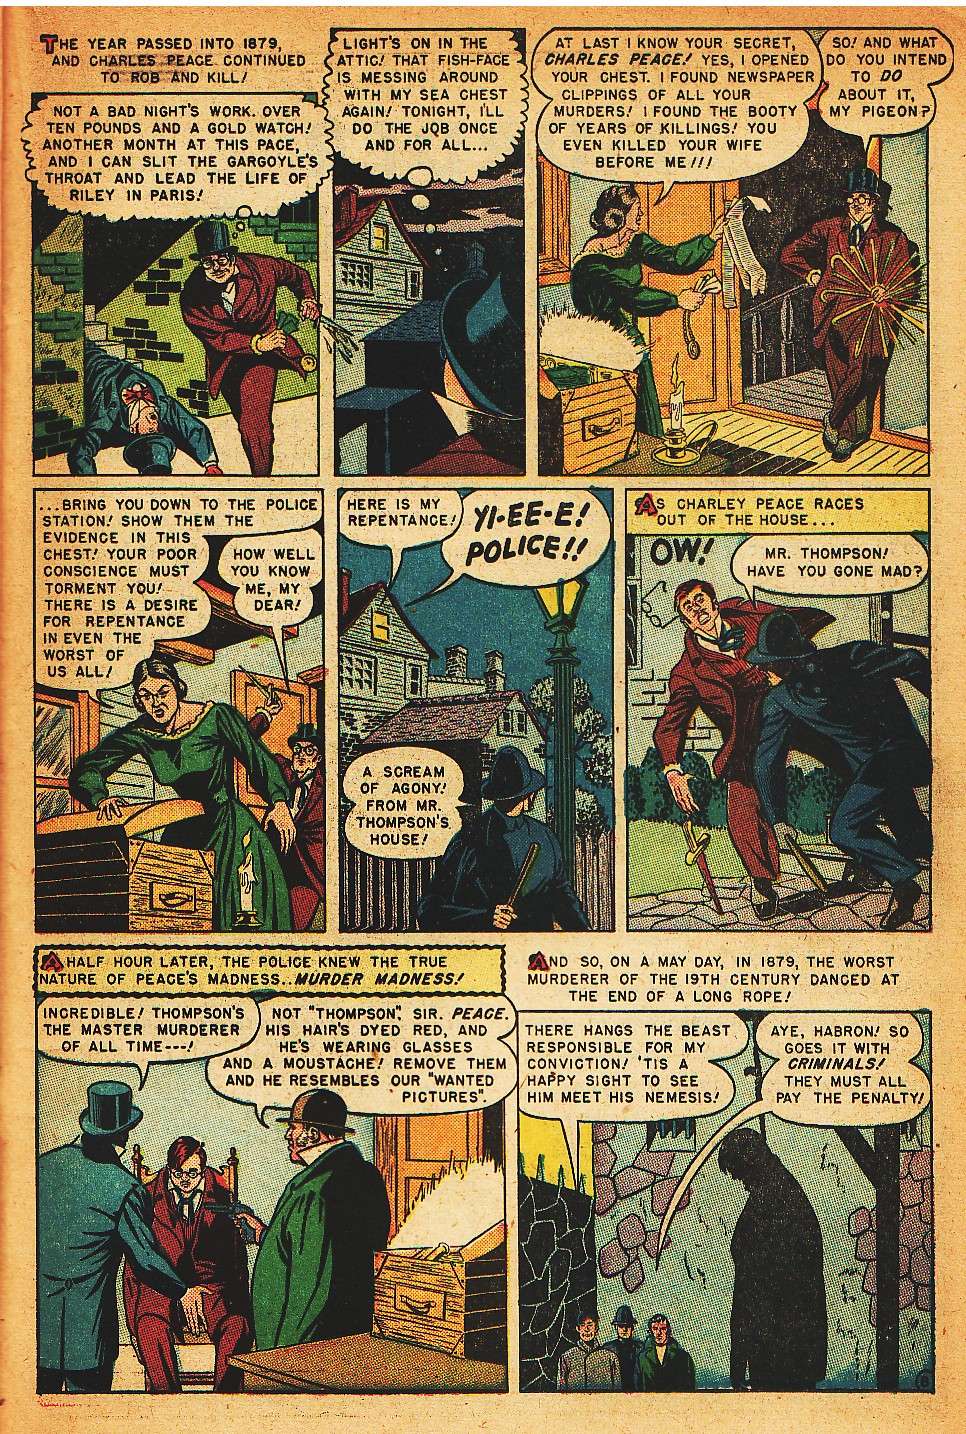 THE YEAR PASSED INTO 1879,
AND CHARLES PEACE CONTINUED
TO ROB AND KILL!
NOT A BAD NIGHT'S WORK. OVER
TEN POUNDS AND A GOLD WATCH!
ANOTHER MONTH AT THIS PACE,
AND I CAN SLIT THE GARGOYLE'S
THROAT AND LEAD THE LIFE OF
RILEY IN PARIS!
LIGHT'S ON IN THE
ATTIC! THAT FISH-FACE
IS MESSING AROUND
WITH MY SEA CHEST
AGAIN! TONIGHT, I'LL
DO THE JOB ONCE
AND FOR ALL...
AT LAST I KNOW YOUR SECRET,
CHARLES PEACE! YES, I OPENED
YOUR CHEST. I FOUND NEWSPAPER
CLIPPINGS OF ALL YOUR
MURDERS! I FOUND THE BOOTY
OF YEARS OF KILLINGS! YOU
EVEN KILLED YOUR WIFE
BEFORE ME!!!
SO! AND WHAT
DO YOU INTEND
TO DO
ABOUT IT,
MY PIGEON?
...BRING YOU DOWN TO THE POLICE
STATION! SHOW THEM THE
EVIDENCE IN THIS
CHEST! YOUR POOR
CONSCIENCE MUST
TORMENT YOU!
THERE IS A DESIRE
FOR REPENTANCE
IN EVEN THE
WORST OF
US ALL!
HOW WELL
YOU KNOW
ME, MY
DEAR!
HERE IS MY
REPENTANCE!
YI-EE-E!
POLICE!!
A SCREAM
OF AGONY!
FROM MR.
THOMPSON'S
HOUSE!
AS CHARLEY PEACE RACES
OUT OF THE HOUSE...
OW!
MR. THOMPSON!
HAVE YOU GONE MAD?
A HALF HOUR LATER, THE POLICE KNEW THE TRUE
NATURE OF PEACE'S MADNESS..MURDER MADNESS!
INCREDIBLE! THOMPSON'S
THE MASTER MURDERER
OF ALL TIME---!
NOT "THOMPSON", SIR. PEACE.
HIS HAIR'S DYED RED, AND
HE'S WEARING GLASSES
AND A MOUSTACHE! REMOVE THEM
AND HE RESEMBLES OUR "WANTED
PICTURES".
AND SO, ON A MAY DAY, IN 1879, THE WORST
MURDERER OF THE 19TH CENTURY DANCED AT
THE END OF A LONG ROPE!
THERE HANGS THE BEAST
RESPONSIBLE FOR MY
CONVICTION! 'TIS A
HAPPY SIGHT TO SEE
HIM MEET HIS NEMESIS!
AYE, HABRON! SO
GOES IT WITH
CRIMINALS!
THEY MUST ALL
PAY THE PENALTY!
6